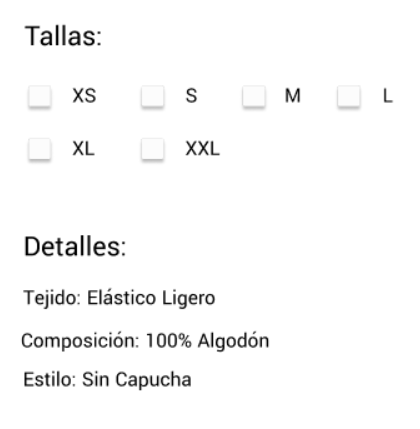 Tallas:
XS S M L
XL XXL
Detalles:
Tejido: Elástico Ligero
Composición: 100% Algodón
Estilo: Sin Capucha